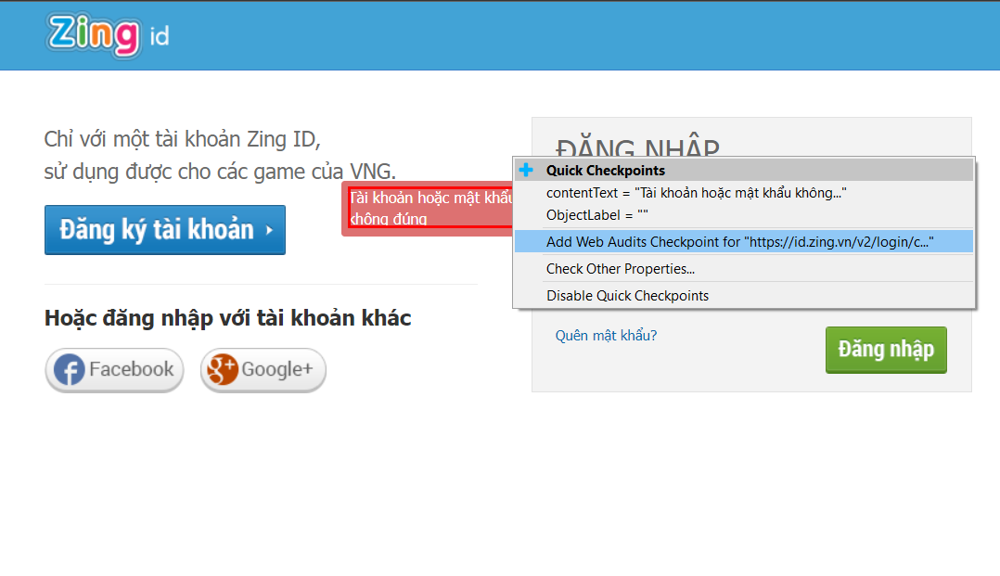 Zing id
Chỉ với một tài khoản Zing ID,
sử dụng được cho các game của VNG.
Đăng ký tài khoản
Hoặc đăng nhập với tài khoản khác
Facebook
Google+
Tài khoản hoặc mật khẩu
không đúng
ĐĂNG NHẬP
Quick Checkpoints
contentText = "Tài khoản hoặc mật khẩu không..."
ObjectLabel = ""
Add Web Audits Checkpoint for "https://id.zing.vn/v2/login/c..."
Check Other Properties...
Disable Quick Checkpoints
Quên mật khẩu?
Đăng nhập